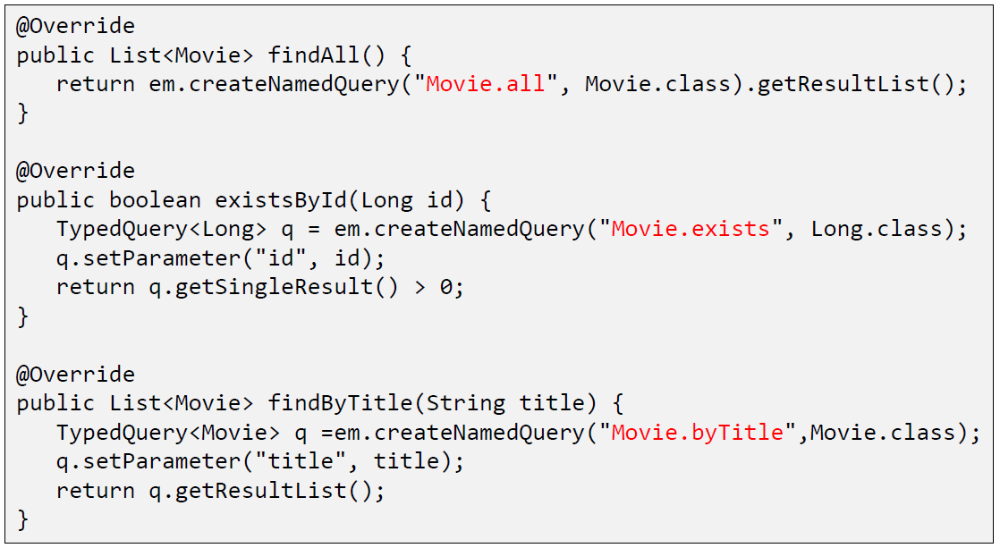 @Override
public List<Movie> findAll() {
   return em.createNamedQuery("Movie.all", Movie.class).getResultList();
}

@Override
public boolean existsById(Long id) {
   TypedQuery<Long> q = em.createNamedQuery("Movie.exists", Long.class);
   q.setParameter("id", id);
   return q.getSingleResult() > 0;
}

@Override
public List<Movie> findByTitle(String title) {
   TypedQuery<Movie> q =em.createNamedQuery("Movie.byTitle",Movie.class);
   q.setParameter("title", title);
   return q.getResultList();
}